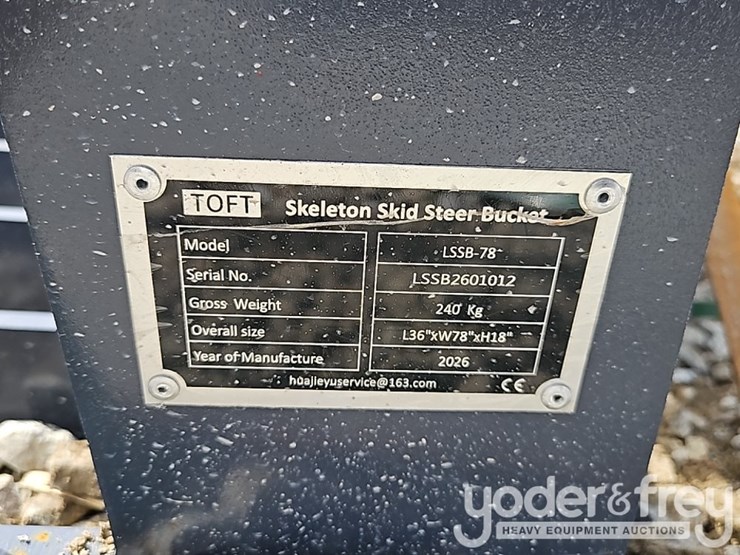 TOFT Skeleton Skid Steer Bucket
Model LSSB-78
Serial No. LSSB2601012
Gross Weight 240 Kg
Overall size L36"xW78"xH18"
Year of Manufacture 2026
huajieyuservice@163.com CE
yoder&frey
HEAVY EQUIPMENT AUCTIONS